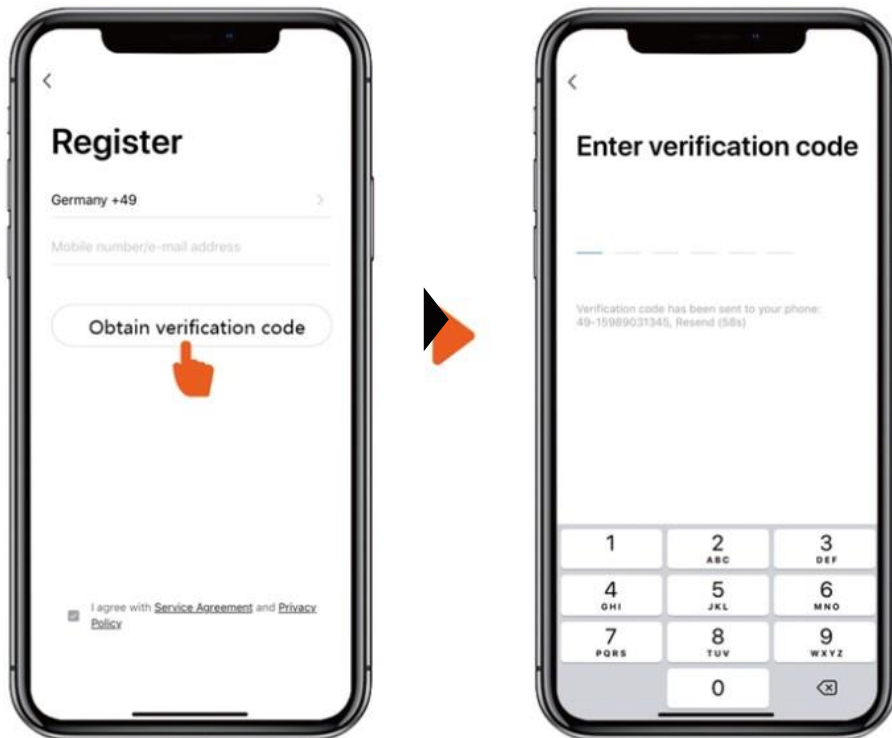 Register
Germany +49
Mobile number/e-mail address
Obtain verification code
I agree with Service Agreement and Privacy
Policy
Enter verification code
Verification code has been sent to your phone:
49-15989031345, Resend (58s)
1
2
ABC
3
DEF
4
GHI
5
JKL
6
MNO
7
PQRS
8
TUV
9
WXYZ
0